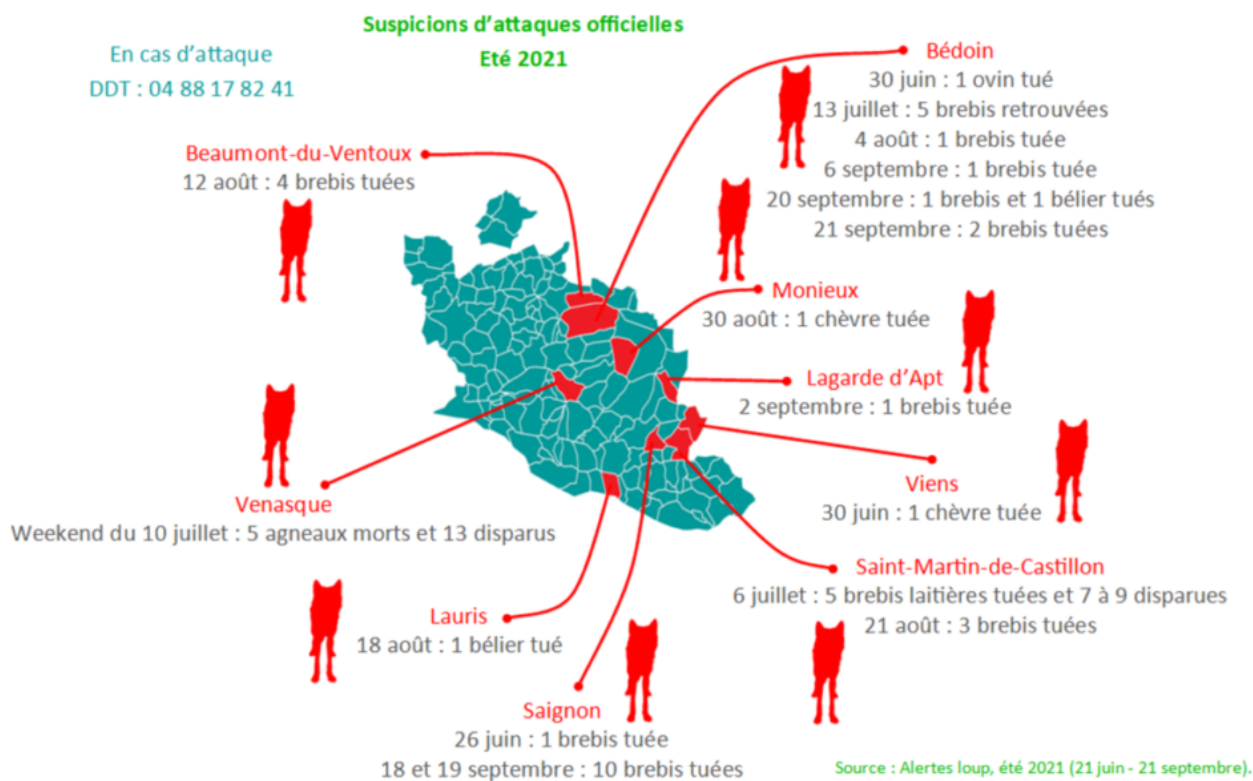 Suspicions d'attaques officielles
Eté 2021
En cas d'attaque
DDT : 04 88 17 82 41
Bédoin
30 juin : 1 ovin tué
13 juillet : 5 brebis retrouvées
4 août : 1 brebis tuée
6 septembre : 1 brebis tuée
20 septembre : 1 brebis et 1 bélier tués
21 septembre : 2 brebis tuées
Beaumont-du-Ventoux
12 août : 4 brebis tuées
Monieux
30 août : 1 chèvre tuée
Lagarde d'Apt
2 septembre : 1 brebis tuée
Viens
30 juin : 1 chèvre tuée
Venasque
Weekend du 10 juillet : 5 agneaux morts et 13 disparus
Saint-Martin-de-Castillon
6 juillet : 5 brebis laitières tuées et 7 à 9 disparues
21 août : 3 brebis tuées
Lauris
18 août : 1 bélier tué
Saignon
26 juin : 1 brebis tuée
18 et 19 septembre : 10 brebis tuées
Source : Alertes loup, été 2021 (21 juin - 21 septembre).